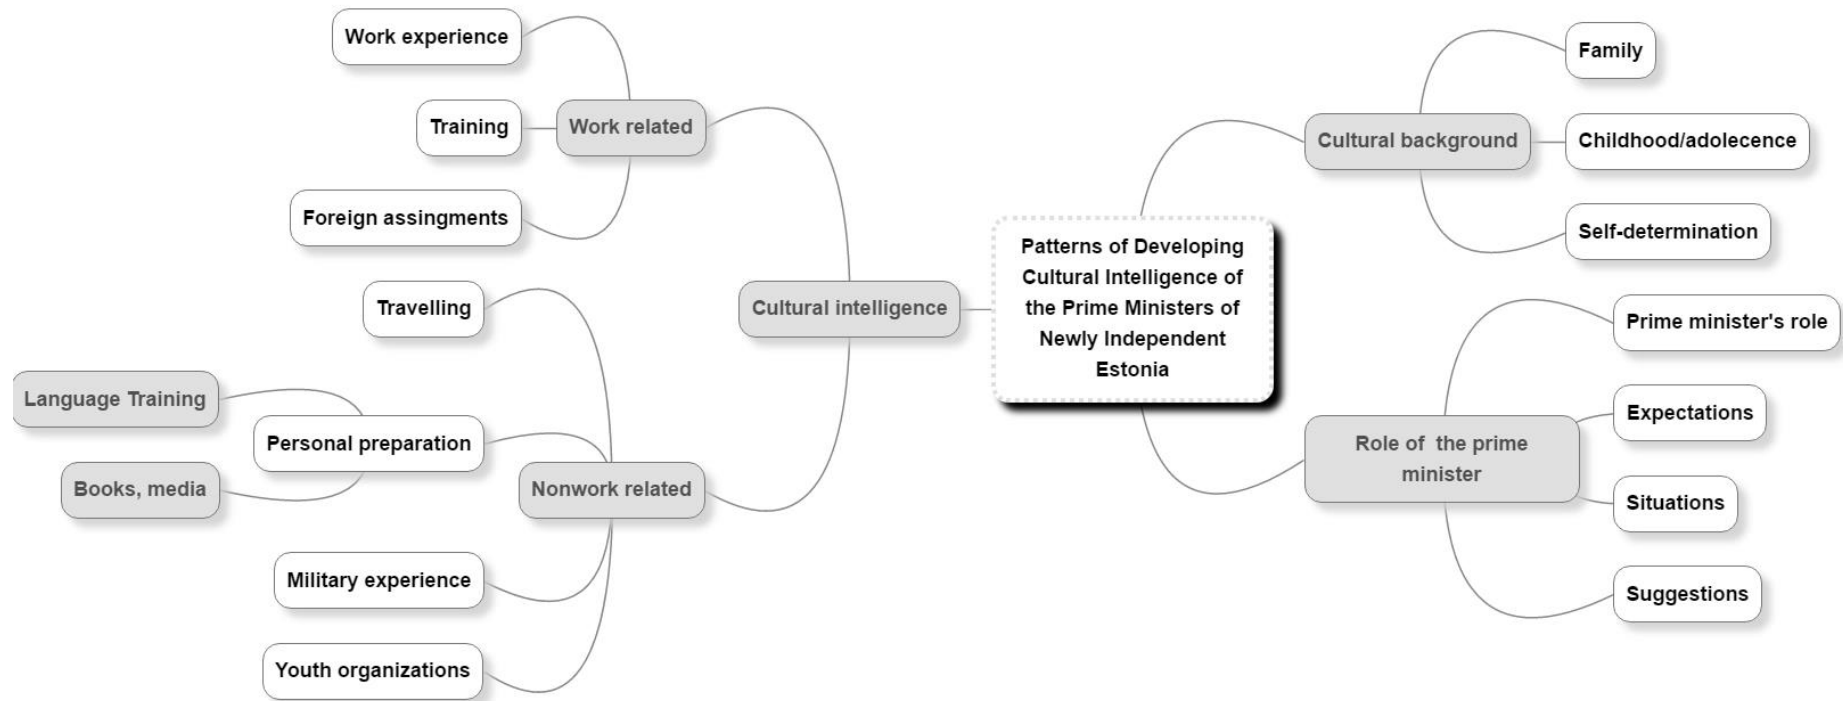 Work experience
Training
Work related
Foreign assingments
Travelling
Cultural intelligence
Language Training
Personal preparation
Books, media
Nonwork related
Military experience
Youth organizations
Patterns of Developing
Cultural Intelligence of
the Prime Ministers of
Newly Independent
Estonia
Family
Cultural background
Childhood/adolecence
Self-determination
Prime minister's role
Expectations
Role of the prime
minister
Situations
Suggestions